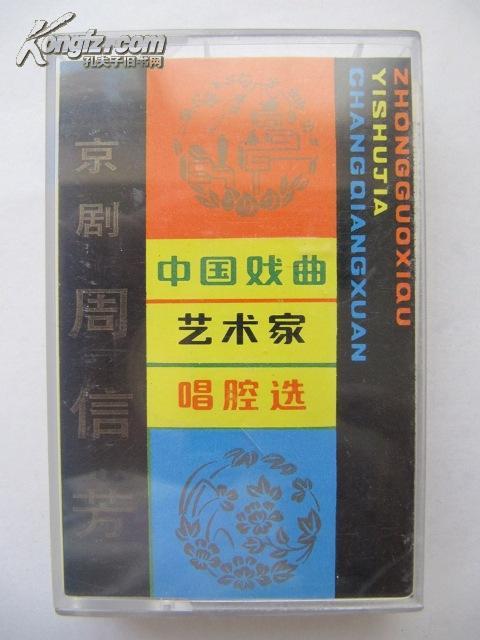 Kongfz.com
孔夫子旧书网
京剧 周信芳
中国戏曲
艺术家
唱腔选
ZHONGGUOXIQU
YISHUJIA
CHANGQIANGXUAN